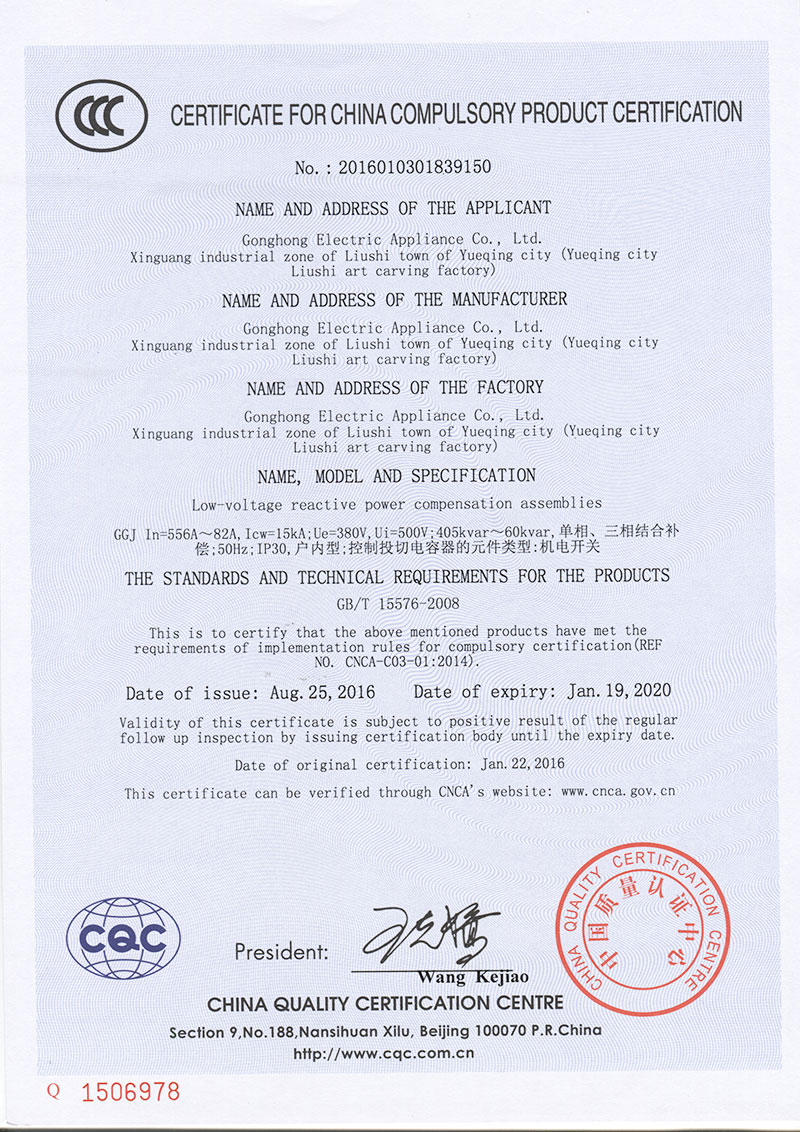 CCC
CERTIFICATE FOR CHINA COMPULSORY PRODUCT CERTIFICATION
No. : 2016010301839150
NAME AND ADDRESS OF THE APPLICANT
Gonghong Electric Appliance Co., Ltd.
Xinguang industrial zone of Liushi town of Yueqing city (Yueqing city
Liushi art carving factory)
NAME AND ADDRESS OF THE MANUFACTURER
Gonghong Electric Appliance Co., Ltd.
Xinguang industrial zone of Liushi town of Yueqing city (Yueqing city
Liushi art carving factory)
NAME AND ADDRESS OF THE FACTORY
Gonghong Electric Appliance Co., Ltd.
Xinguang industrial zone of Liushi town of Yueqing city (Yueqing city
Liushi art carving factory)
NAME, MODEL AND SPECIFICATION
Low-voltage reactive power compensation assemblies
GGJ In=556A～82A, Icw=15kA;Ue=380V,Ui=500V;405kvar～60kvar,单相、三相结合补
偿;50Hz;IP30,户内型;控制投切电容器的元件类型:机电开关
THE STANDARDS AND TECHNICAL REQUIREMENTS FOR THE PRODUCTS
GB/T 15576-2008
This is to certify that the above mentioned products have met the
requirements of implementation rules for compulsory certification(REF
NO. CNCA-C03-01:2014).
Date of issue: Aug.25,2016 Date of expiry: Jan.19,2020
Validity of this certificate is subject to positive result of the regular
follow up inspection by issuing certification body until the expiry date.
Date of original certification: Jan.22,2016
This certificate can be verified through CNCA's website: www.cnca.gov.cn
CHINA QUALITY CERTIFICATION CENTRE
中国质量认证中心
CQC
President: 王克娇
Wang Kejiao
CHINA QUALITY CERTIFICATION CENTRE
Section 9,No.188,Nansihuan Xilu, Beijing 100070 P.R.China
http://www.cqc.com.cn
Q 1506978